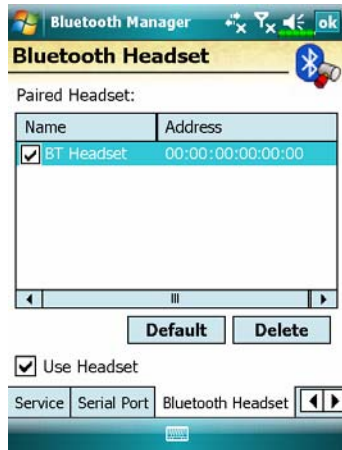 Bluetooth Manager ok
Bluetooth Headset
Paired Headset:
Name Address
BT Headset 00:00:00:00:00:00
Default Delete
Use Headset
Service Serial Port Bluetooth Headset